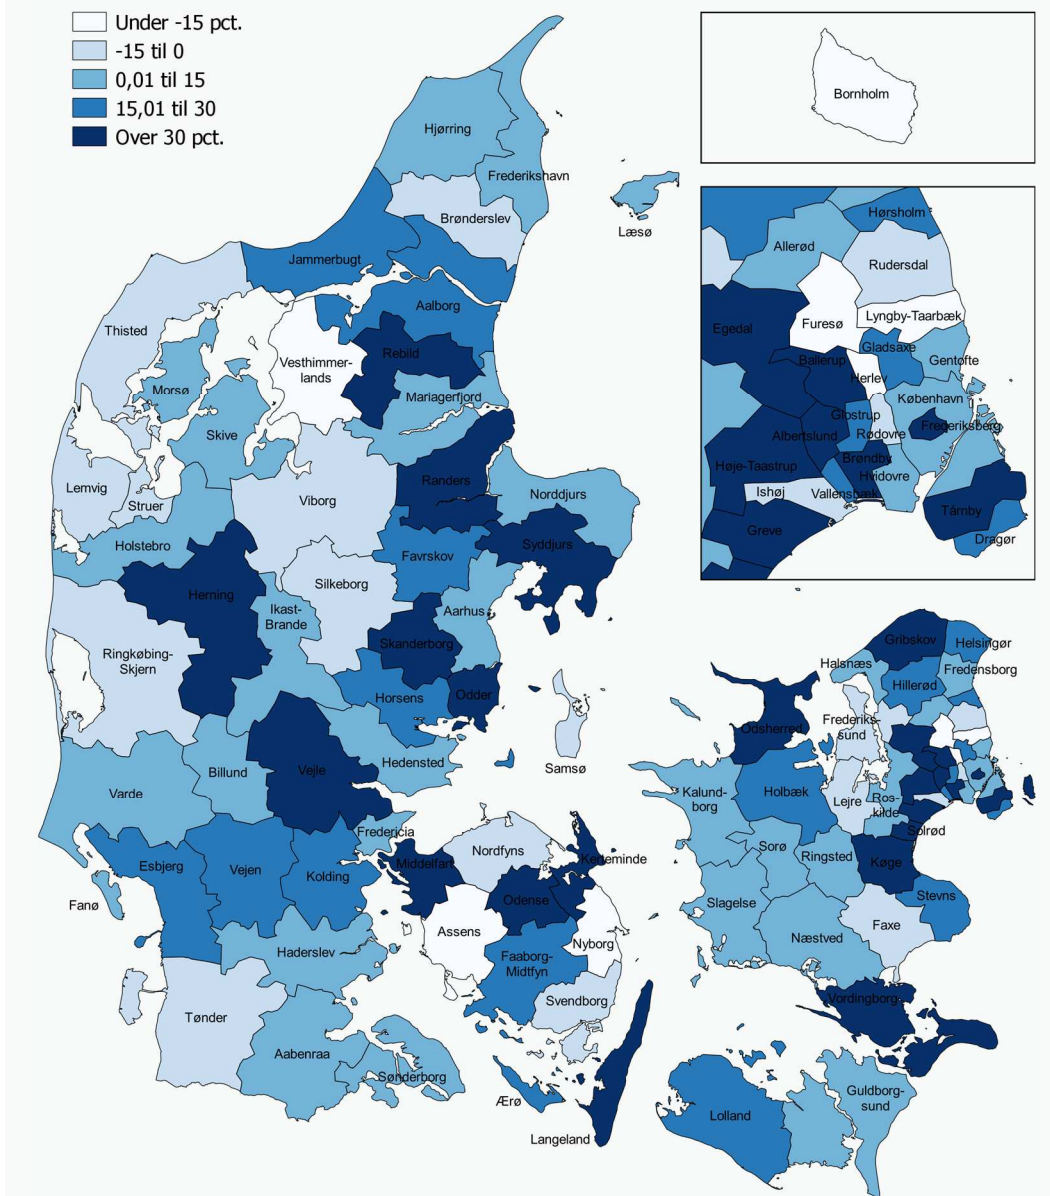 Under -15 pct.
-15 til 0
0,01 til 15
15,01 til 30
Over 30 pct.
Bornholm
Hjørring
Frederikshavn
Brønderslev
Læsø
Jammerbugt
Aalborg
Thisted
Vesthimmer-
lands
Rebild
Morsø
Mariagerfjord
Skive
Lemvig
Struer
Viborg
Randers
Norddjurs
Holstebro
Favrskov
Syddjurs
Herning
Silkeborg
Ikast-
Brande
Aarhus
Ringkøbing-
Skjern
Skanderborg
Horsens
Odder
Samsø
Hedensted
Vejle
Billund
Varde
Fredericia
Esbjerg
Vejen
Kolding
Fanø
Middelfart
Nordfyns
Kerteminde
Odense
Assens
Nyborg
Haderslev
Faaborg-
Midtfyn
Svendborg
Tønder
Aabenraa
Sønderborg
Ærø
Langeland
Hørsholm
Allerød
Rudersdal
Egedal
Furesø
Lyngby-Taarbæk
Gladsaxe
Ballerup
Gentofte
Herlev
København
Glostrup
Frederiksberg
Albertslund
Rødovre
Brøndby
Høje-Taastrup
Hvidovre
Ishøj
Vallensbæk
Greve
Tårnby
Dragør
Gribskov
Helsingør
Halsnæs
Fredensborg
Hillerød
Frederiks-
sund
Odsherred
Kalund-
borg
Holbæk
Lejre
Ros-
kilde
Solrød
Sorø
Ringsted
Køge
Stevns
Slagelse
Faxe
Næstved
Vordingborg
Guldborg-
sund
Lolland